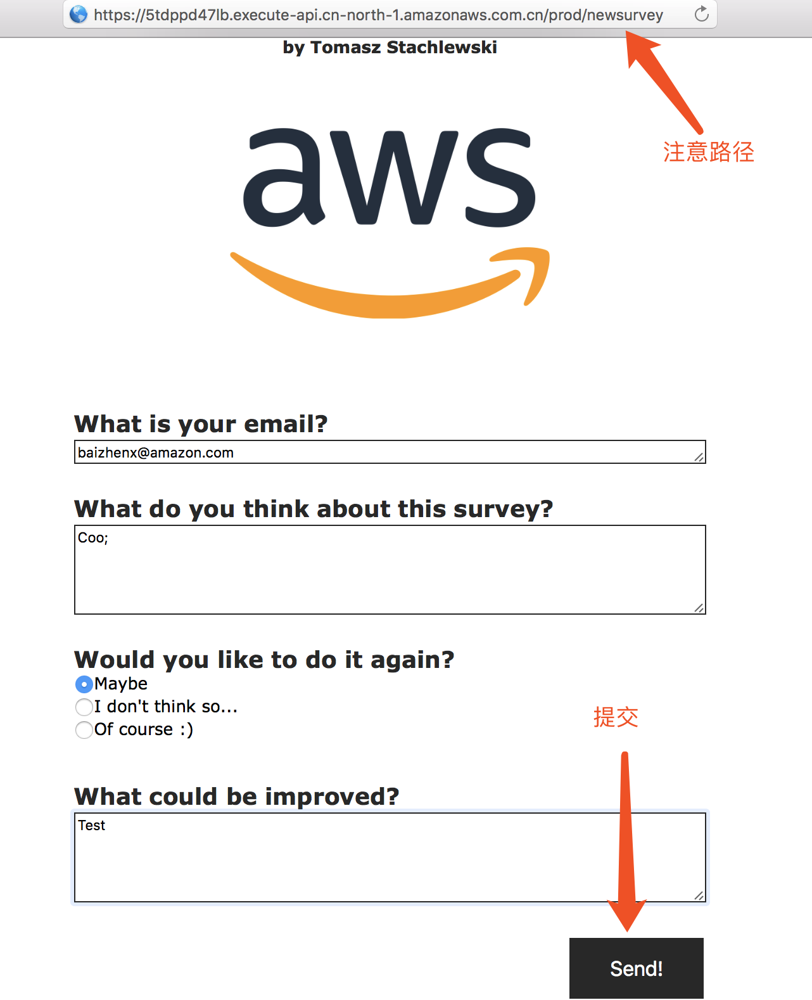 https://5tdppd47lb.execute-api.cn-north-1.amazonaws.com.cn/prod/newsurvey
by Tomasz Stachlewski
注意路径
aws
What is your email?
baizhenx@amazon.com
What do you think about this survey?
Coo;
Would you like to do it again?
Maybe
I don't think so...
Of course :)
提交
What could be improved?
Test
Send!